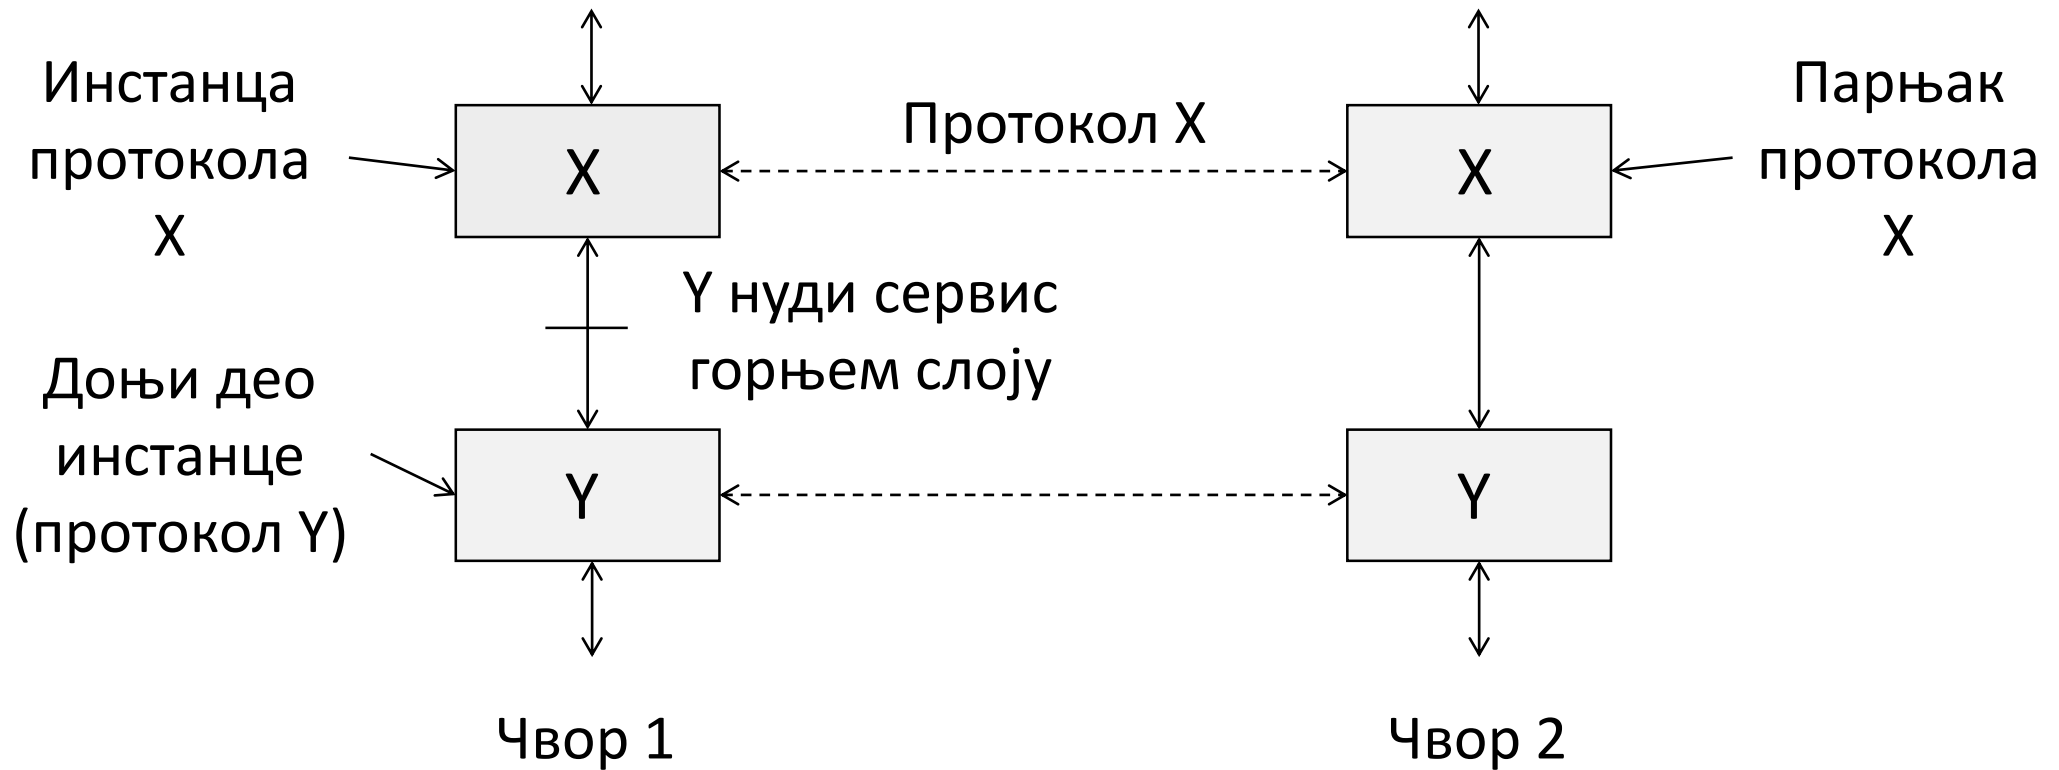 Инстанца
протокола
X
X
Протокол X
X
Парњак
протокола
X
Y нуди сервис
горњем слоју
Доњи део
инстанце
(протокол Y)
Y
Y
Чвор 1
Чвор 2